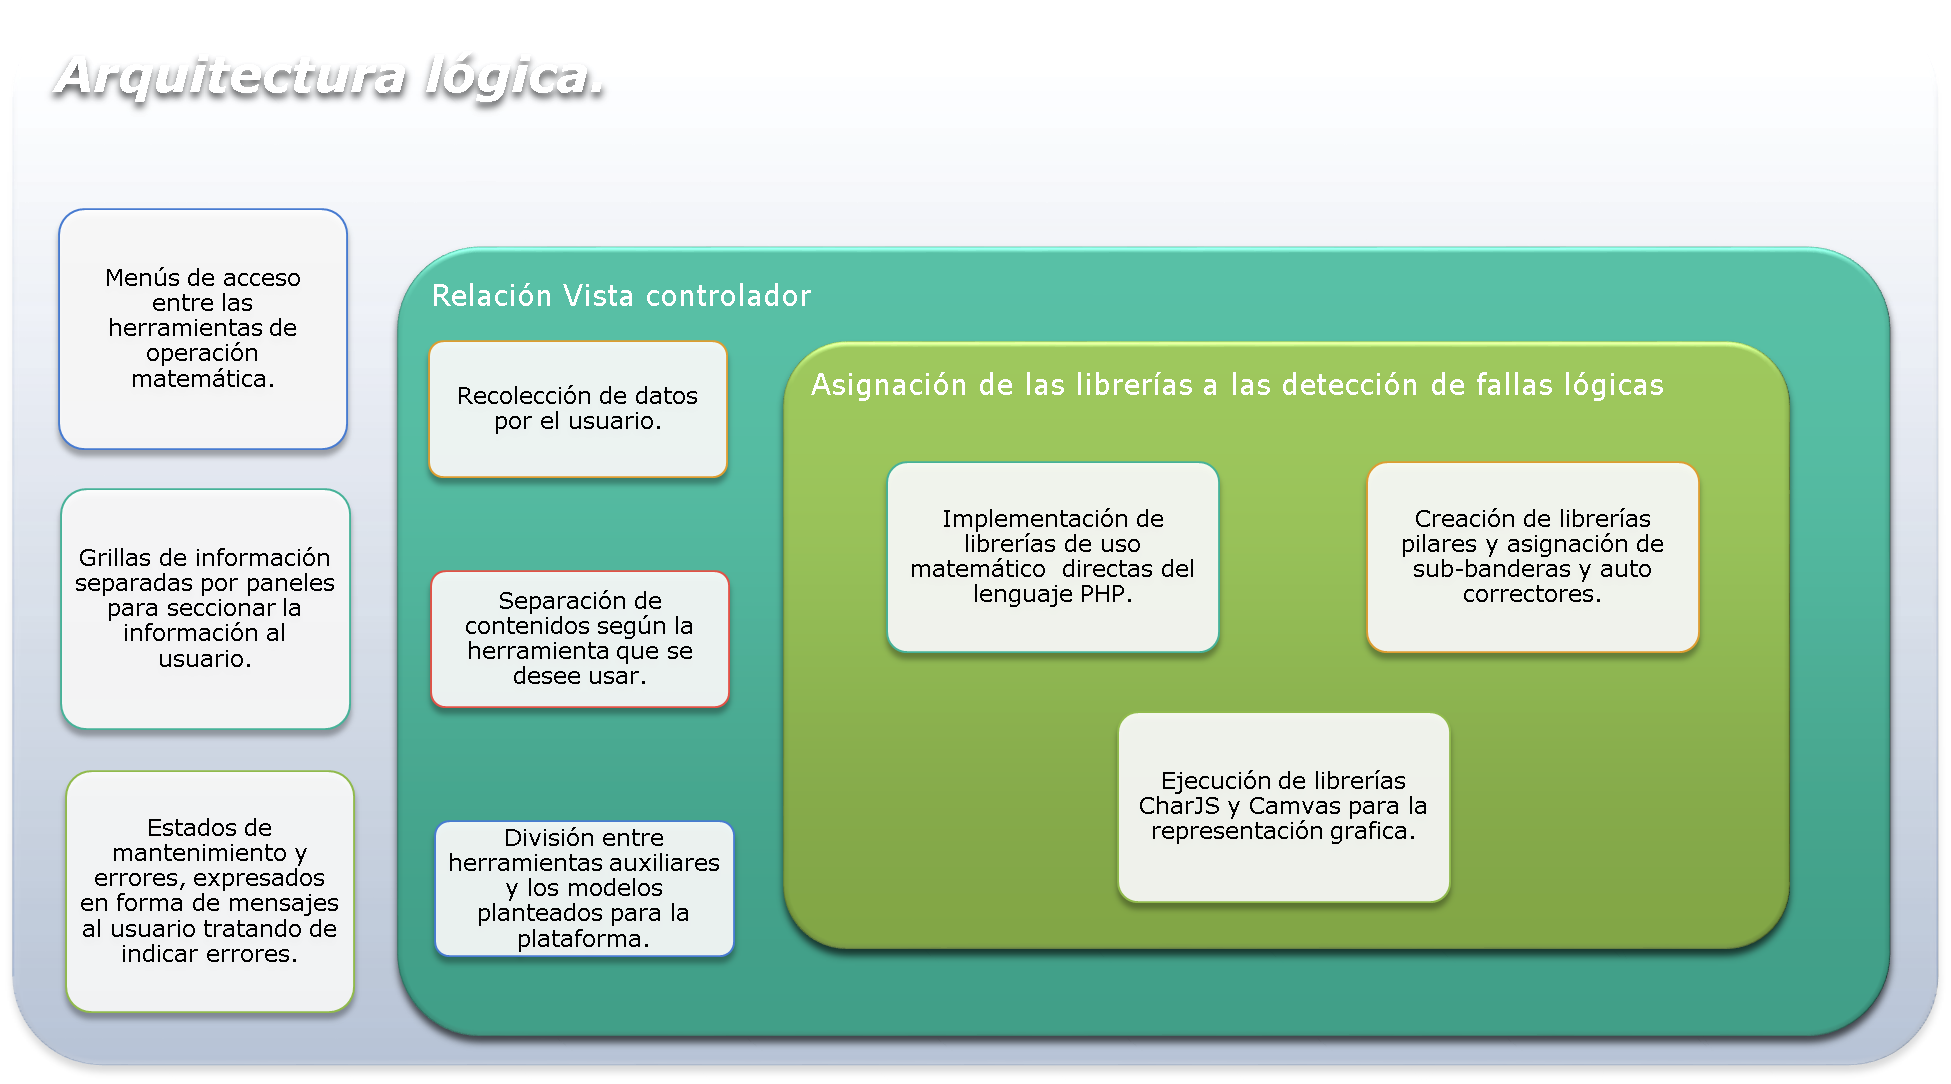 Arquitectura lógica.
Menús de acceso
entre las
herramientas de
operación
matemática.
Grillas de información
separadas por paneles
para seccionar la
información al
usuario.
Estados de
mantenimiento y
errores, expresados
en forma de mensajes
al usuario tratando de
indicar errores.
Relación Vista controlador
Recolección de datos
por el usuario.
Separación de
contenidos según la
herramienta que se
desee usar.
División entre
herramientas auxiliares
y los modelos
planteados para la
plataforma.
Asignación de las librerías a las detección de fallas lógicas
Implementación de
librerías de uso
matemático  directas del
lenguaje PHP.
Creación de librerías
pilares y asignación de
sub-banderas y auto
correctores.
Ejecución de librerías
CharJS y Camvas para la
representación grafica.